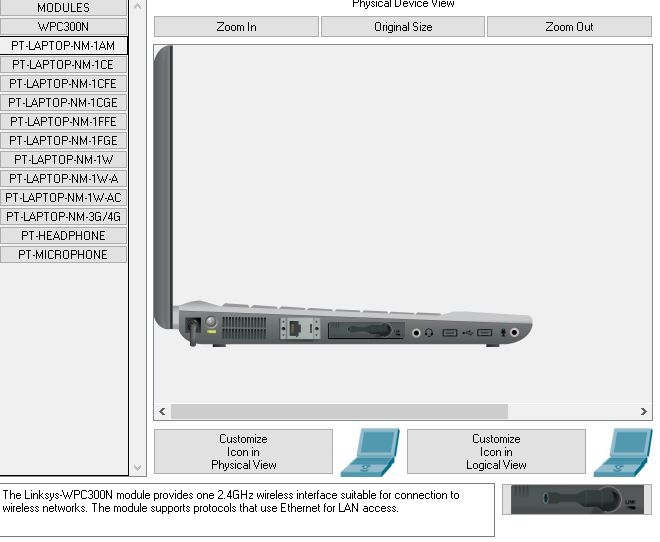 MODULES
Physical Device View
WPC300N
Zoom In
Original Size
Zoom Out
PT-LAPTOP-NM-1AM
PT-LAPTOP-NM-1CE
PT-LAPTOP-NM-1CFE
PT-LAPTOP-NM-1CGE
PT-LAPTOP-NM-1FFE
PT-LAPTOP-NM-1FGE
PT-LAPTOP-NM-1W
PT-LAPTOP-NM-1W-A
PT-LAPTOP-NM-1W-AC
PT-LAPTOP-NM-3G/4G
PT-HEADPHONE
PT-MICROPHONE
Customize
Icon in
Physical View
Customize
Icon in
Logical View
The Linksys-WPC300N module provides one 2.4GHz wireless interface suitable for connection to
wireless networks. The module supports protocols that use Ethernet for LAN access.
LINK